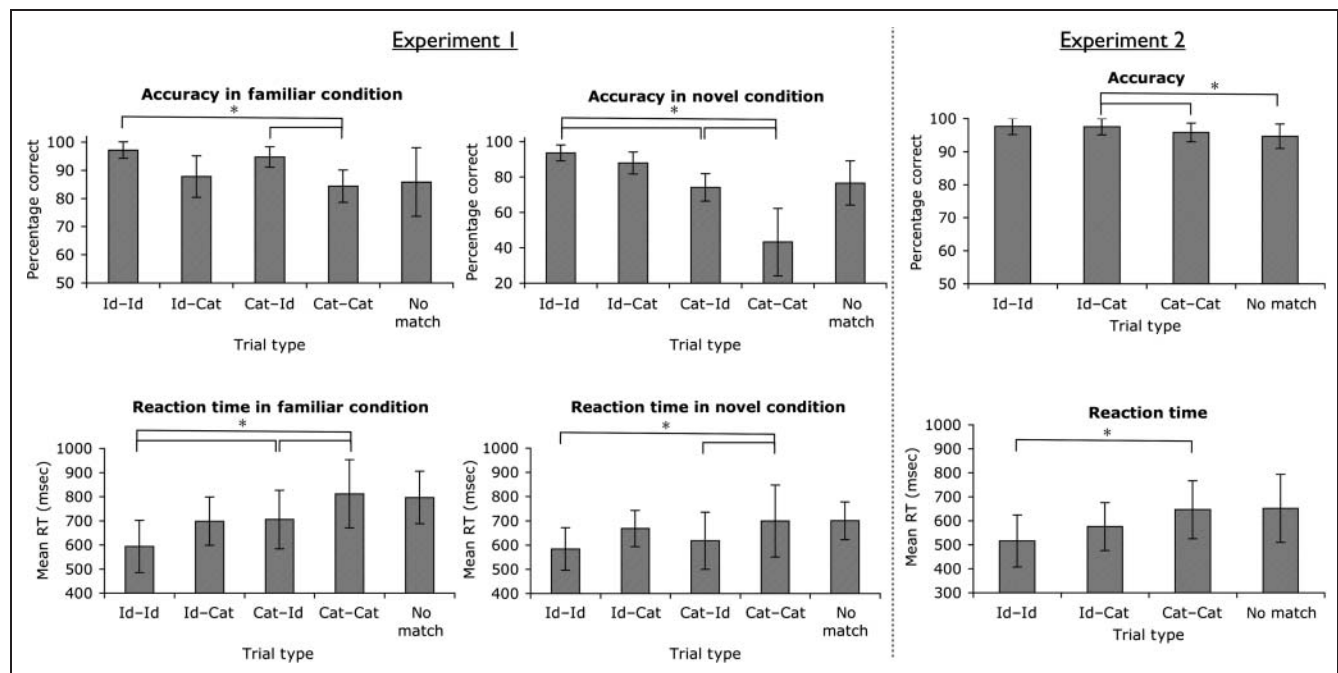 Experiment 1
Experiment 2
Accuracy in familiar condition
*
Percentage correct
100
90
80
70
60
50
Id–Id Id–Cat Cat–Id Cat–Cat No match
Trial type
Accuracy in novel condition
*
Percentage correct
100
80
60
40
20
Id–Id Id–Cat Cat–Id Cat–Cat No match
Trial type
Accuracy
*
Percentage correct
100
90
80
70
60
50
Id–Id Id–Cat Cat–Cat No match
Trial type
Reaction time in familiar condition
*
Mean RT (msec)
1000
900
800
700
600
500
400
Id–Id Id–Cat Cat–Id Cat–Cat No match
Trial type
Reaction time in novel condition
*
Mean RT (msec)
1000
900
800
700
600
500
400
Id–Id Id–Cat Cat–Id Cat–Cat No match
Trial type
Reaction time
*
Mean RT (msec)
1000
900
800
700
600
500
400
300
Id–Id Id–Cat Cat–Cat No match
Trial type